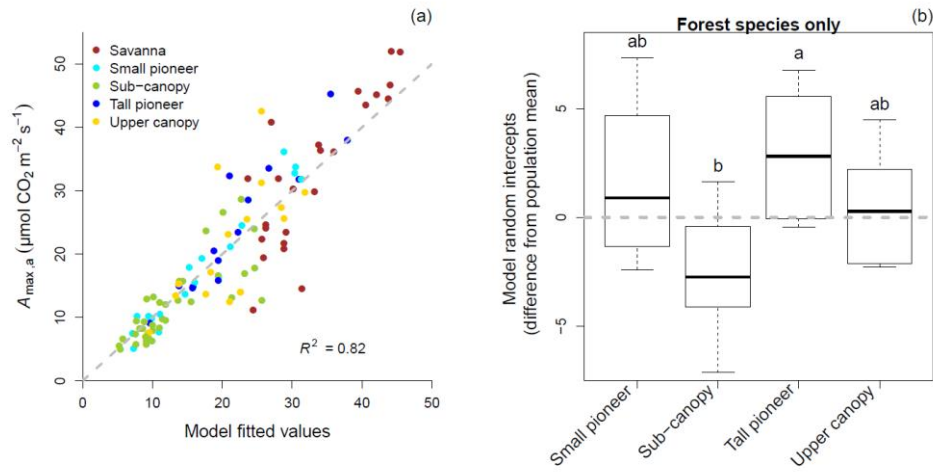 (a)
Savanna
Small pioneer
Sub−canopy
Tall pioneer
Upper canopy
A max,a (μmol CO₂ m⁻² s⁻¹)
50
40
30
20
10
0
R² = 0.82
0 10 20 30 40 50
Model fitted values
Forest species only
(b)
ab
b
a
ab
Model random intercepts
(difference from population mean)
5
0
−5
Small pioneer
Sub−canopy
Tall pioneer
Upper canopy